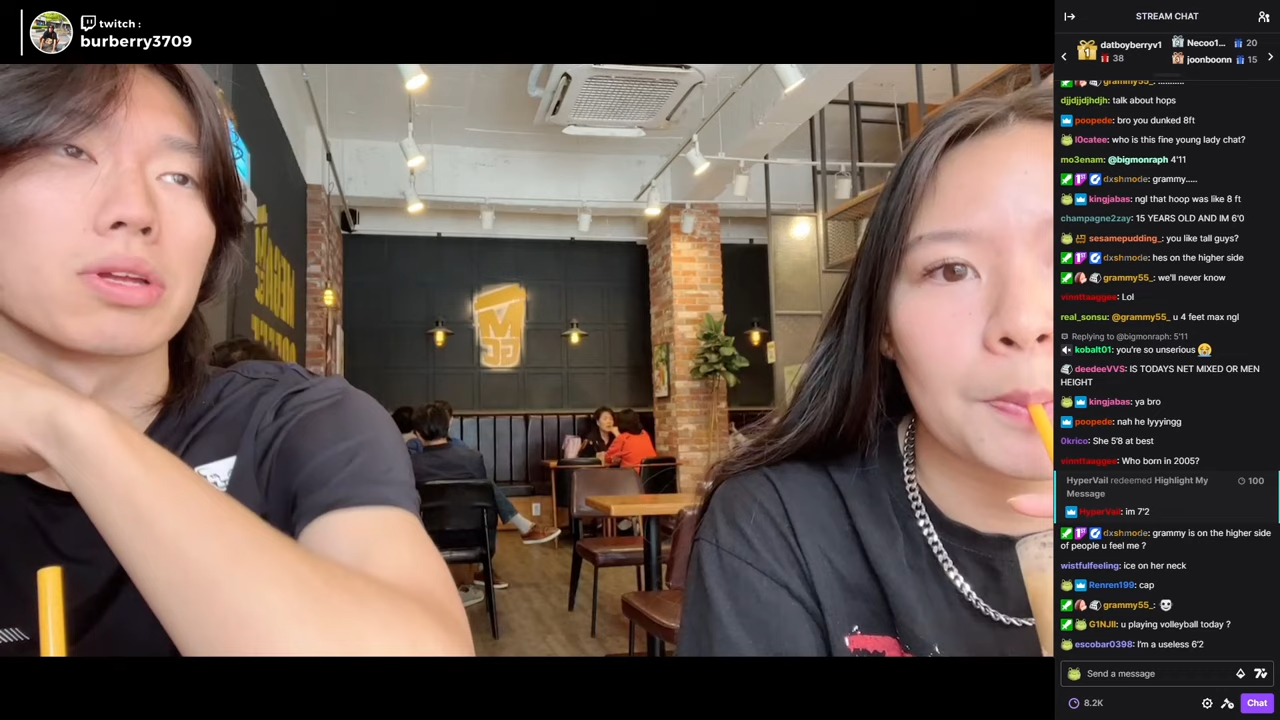 twitch :
burberry3709
STREAM CHAT
datboyberryv1
38
Necoo1... 20
joonboonn 15
grammy55_: ...........
djjdjjdjhdjh: talk about hops
poopede: bro you dunked 8ft
l0catee: who is this fine young lady chat?
mo3enam: @bigmonraph 4'11
dxshmode: grammy.....
kingjabas: ngl that hoop was like 8 ft
champagne2zay: 15 YEARS OLD AND IM 6'0
sesamepudding_: you like tall guys?
dxshmode: hes on the higher side
grammy55_: we'll never know
vinnttaaggee: Lol
real_sonsu: @grammy55_ u 4 feet max ngl
Replying to @bigmonraph: 5'11
kobalt01: you're so unserious 😭
deedeeVVS: IS TODAYS NET MIXED OR MEN
HEIGHT
kingjabas: ya bro
poopede: nah he lyyyingg
0krico: She 5'8 at best
vinnttaaggee: Who born in 2005?
HyperVail redeemed Highlight My
Message
100
HyperVail: im 7'2
dxshmode: grammy is on the higher side
of people u feel me ?
wistfulfeeling: ice on her neck
Renren199: cap
grammy55_:
G1NJII: u playing volleyball today ?
escobar0398: I'm a useless 6'2
Send a message
8.2K
Chat